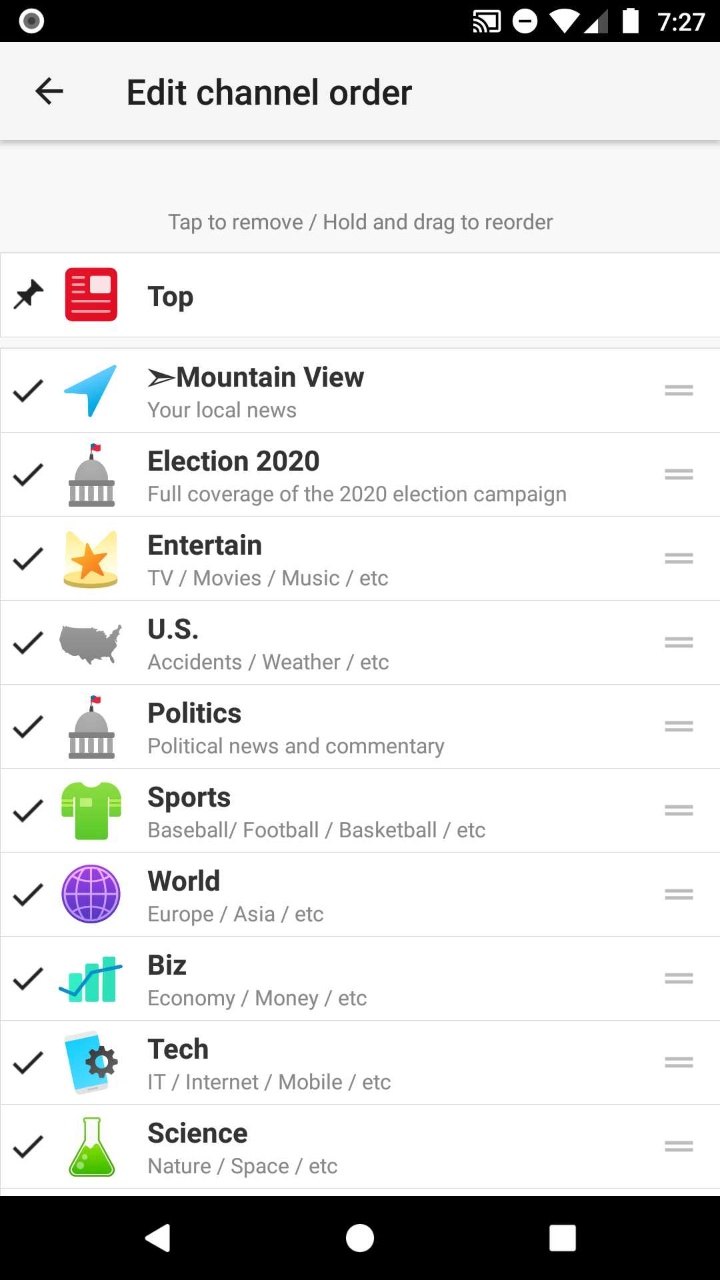 7:27
Edit channel order
Tap to remove / Hold and drag to reorder
Top
➣Mountain View
Your local news
Election 2020
Full coverage of the 2020 election campaign
Entertain
TV / Movies / Music / etc
U.S.
Accidents / Weather / etc
Politics
Political news and commentary
Sports
Baseball/ Football / Basketball / etc
World
Europe / Asia / etc
Biz
Economy / Money / etc
Tech
IT / Internet / Mobile / etc
Science
Nature / Space / etc